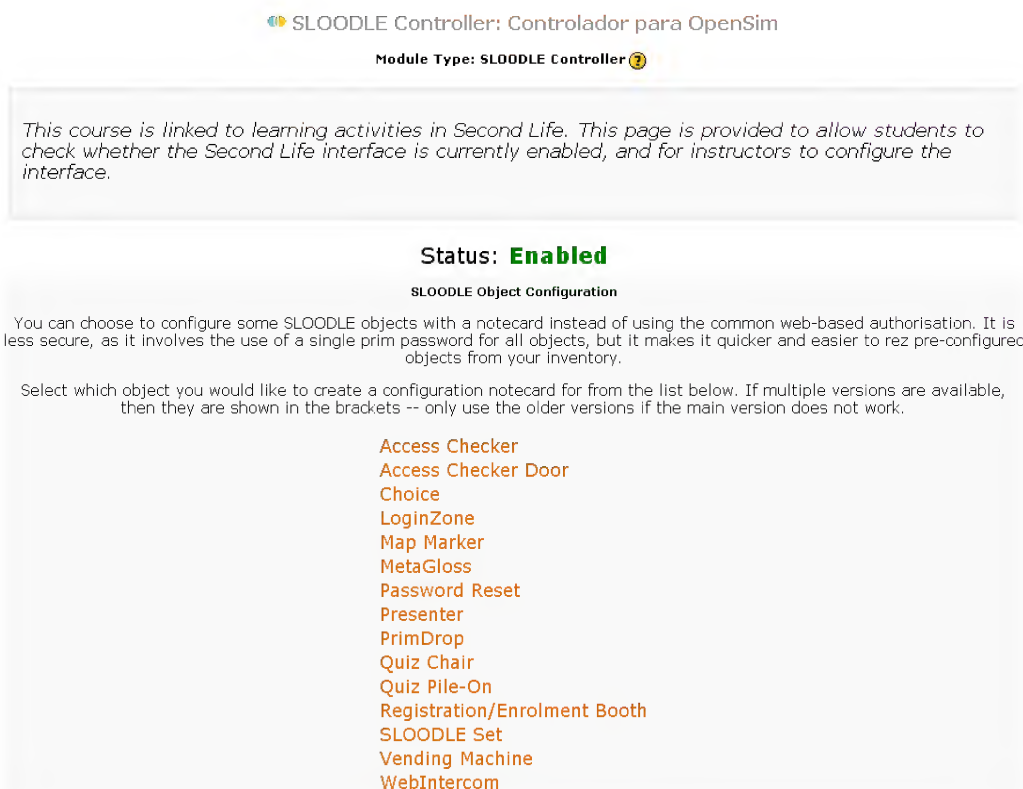 SLOODLE Controller: Controlador para OpenSim
Module Type: SLOODLE Controller ?
This course is linked to learning activities in Second Life. This page is provided to allow students to
check whether the Second Life interface is currently enabled, and for instructors to configure the
interface.
Status: Enabled
SLOODLE Object Configuration
You can choose to configure some SLOODLE objects with a notecard instead of using the common web-based authorisation. It is
less secure, as it involves the use of a single prim password for all objects, but it makes it quicker and easier to rez pre-configured
objects from your inventory.
Select which object you would like to create a configuration notecard for from the list below. If multiple versions are available,
then they are shown in the brackets -- only use the older versions if the main version does not work.
Access Checker
Access Checker Door
Choice
LoginZone
Map Marker
MetaGloss
Password Reset
Presenter
PrimDrop
Quiz Chair
Quiz Pile-On
Registration/Enrolment Booth
SLOODLE Set
Vending Machine
WebIntercom